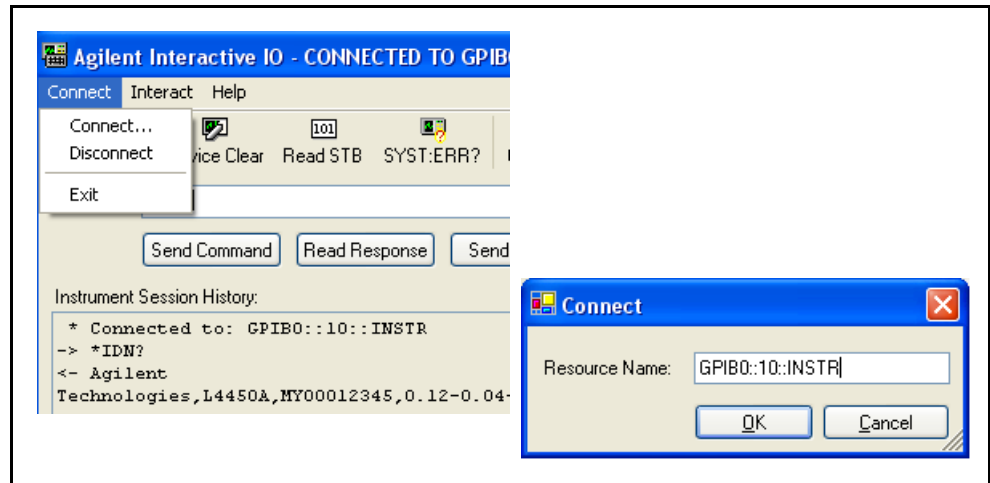 Agilent Interactive IO - CONNECTED TO GPIB0
Connect Interact Help
Connect...
Disconnect
Exit
vice Clear Read STB SYST:ERR?
Send Command Read Response Send
Instrument Session History:
* Connected to: GPIB0::10::INSTR
-> *IDN?
<- Agilent
Technologies,L4450A,MY00012345,0.12-0.04-
Connect
Resource Name: GPIB0::10::INSTR
OK Cancel